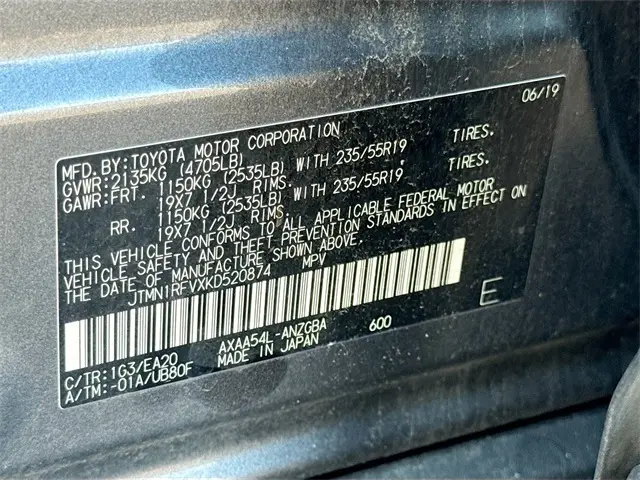 06/19
MFD. BY: TOYOTA MOTOR CORPORATION
GVWR: 2135KG (4705LB)
GAWR: FRT. 1150KG (2535LB) WITH 235/55R19 TIRES.
19X7 1/2J RIMS.
RR. 1150KG (2535LB) WITH 235/55R19 TIRES.
19X7 1/2J RIMS.
THIS VEHICLE CONFORMS TO ALL APPLICABLE FEDERAL MOTOR
VEHICLE SAFETY AND THEFT PREVENTION STANDARDS IN EFFECT ON
THE DATE OF MANUFACTURE SHOWN ABOVE.
JTMN1RFVXKD520874 MPV
E
C/TR: 1G3/EA20 AXAA54L-ANZGBA 600
A/TM: -01A/UB80F MADE IN JAPAN